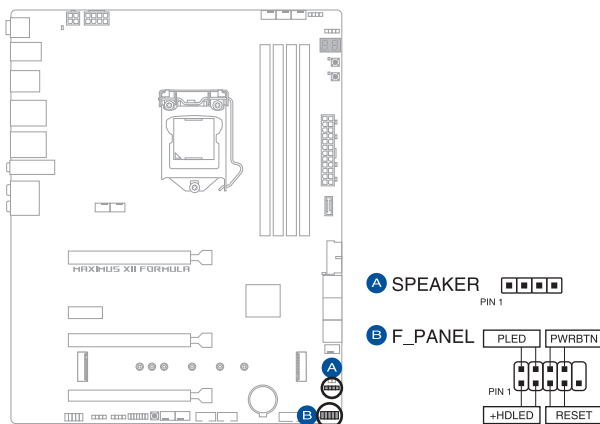 MAXIMUS XII FORMULA
A
B
A SPEAKER
PIN 1
B F_PANEL
PLED PWRBTN
PIN 1
+HDLED RESET